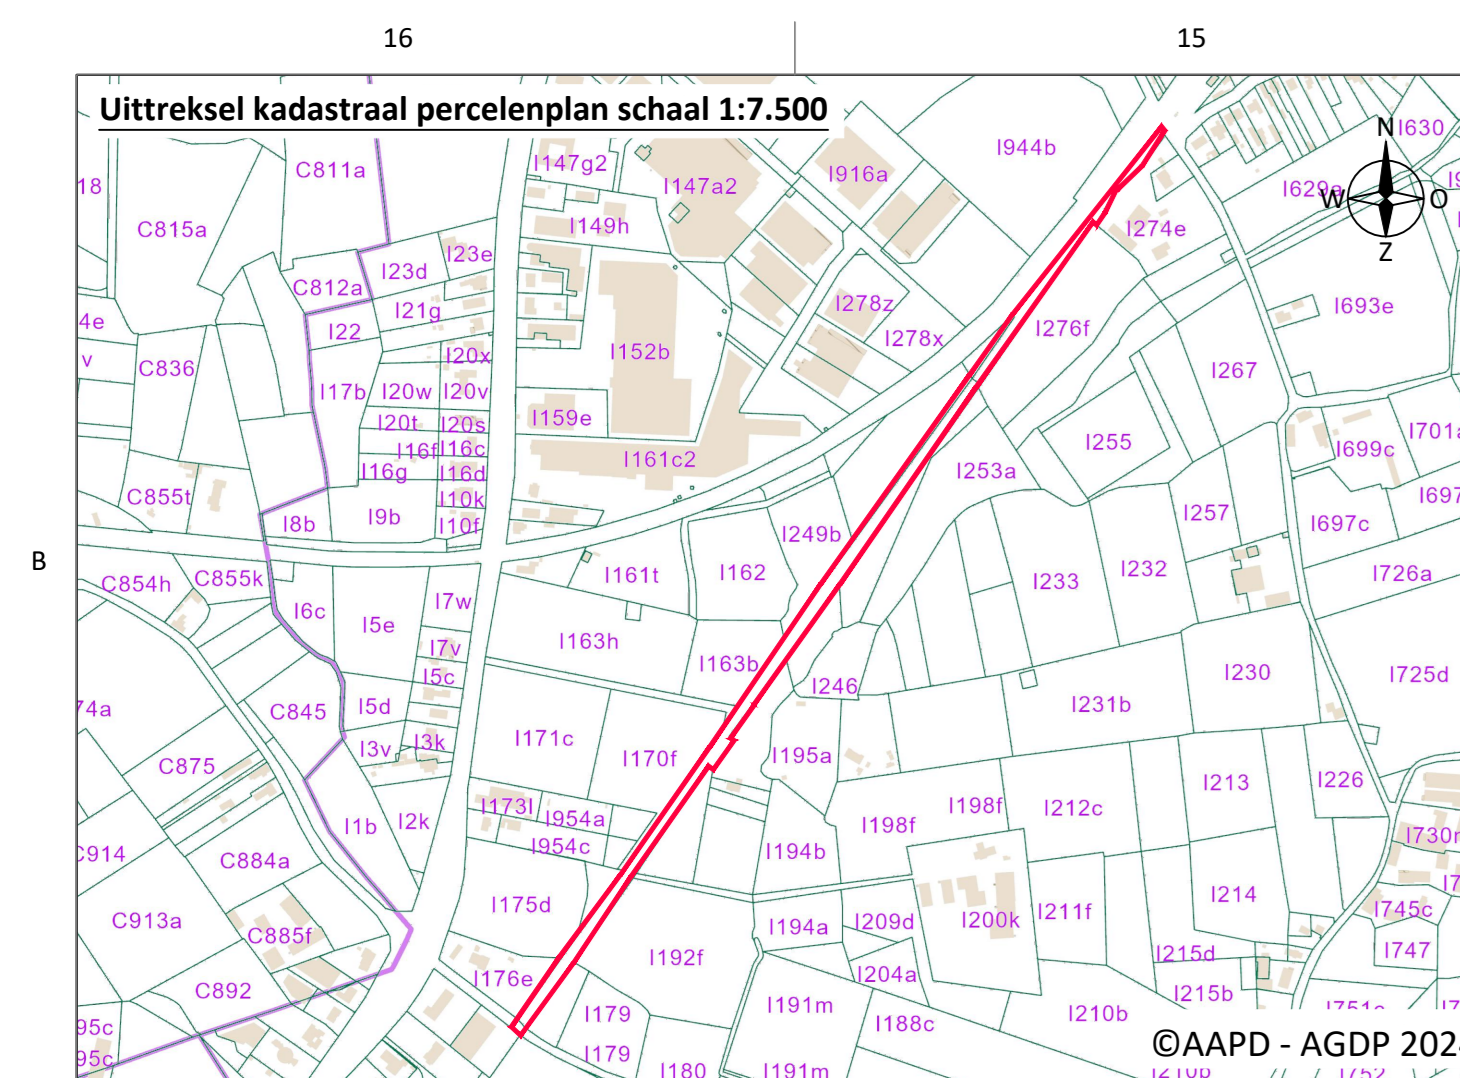 16
15
Uittreksel kadastraal percelenplan schaal 1:7.500
N
W
O
Z
B
I630
I944b
I147g2
C811a
I916a
I147a2
18
I629a
C815a
I149h
I274e
I23e
I23d
C812a
I278z
I693e
I21g
4e
I22
I276f
I278x
I152b
I20x
v
C836
I267
I17b
I20w
I20v
I159e
I20t
I20s
I701a
I255
I16f
I16c
I699c
I161c2
I16g
I16d
I253a
C855t
I10k
I697
I9b
I257
I8b
I10f
I697c
I249b
I161t
I162
I232
I726a
C855k
C854h
I233
I7w
I6c
I5e
I163h
I7v
I163b
I230
I725d
I5c
I246
I231b
I5d
74a
C845
I171c
I3k
I3v
I195a
I170f
C875
I213
I226
I173l
I198f
I212c
I954a
I2k
I1b
I198f
I730r
I954c
I194b
C914
C884a
I214
I175d
I745c
I211f
C913a
I200k
I209d
I194a
C885f
I747
I215d
I192f
I204a
I176e
C892
I215b
I191m
I179
I210b
I188c
95c
©AAPD - AGDP 202
I179
95c
I180
I191m
I210b
I752